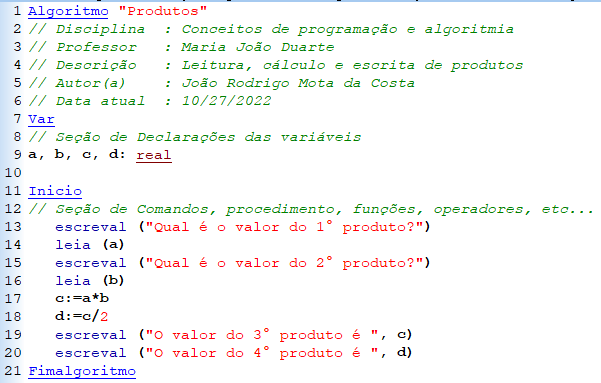 1 Algoritmo "Produtos"
2 // Disciplina : Conceitos de programação e algoritmia
3 // Professor : Maria João Duarte
4 // Descrição : Leitura, cálculo e escrita de produtos
5 // Autor(a) : João Rodrigo Mota da Costa
6 // Data atual : 10/27/2022
7 Var
8 // Seção de Declarações das variáveis
9 a, b, c, d: real
10
11 Inicio
12 // Seção de Comandos, procedimento, funções, operadores, etc...
13 escreval ("Qual é o valor do 1° produto?")
14 leia (a)
15 escreval ("Qual é o valor do 2° produto?")
16 leia (b)
17 c:=a*b
18 d:=c/2
19 escreval ("O valor do 3° produto é ", c)
20 escreval ("O valor do 4° produto é ", d)
21 Fimalgoritmo